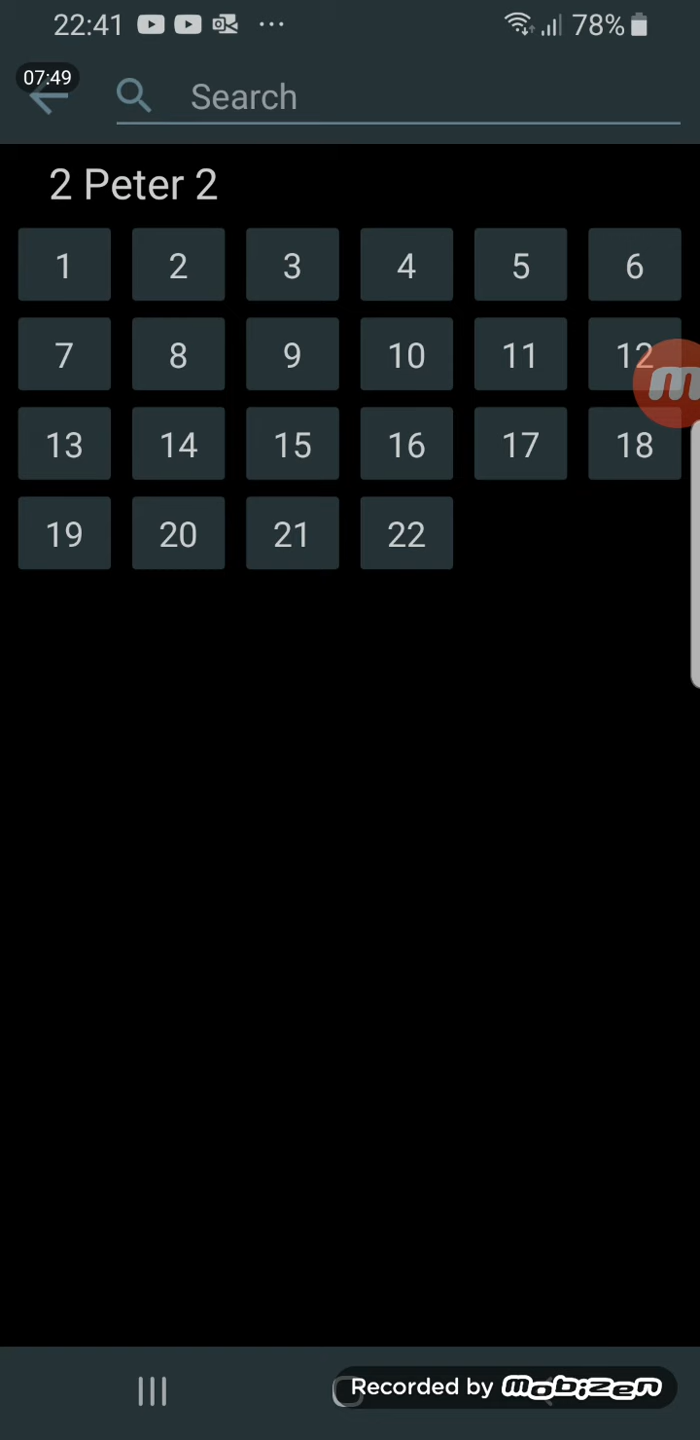 22:41 ... 78%
07:49
Search
2 Peter 2
1 2 3 4 5 6
7 8 9 10 11 12
13 14 15 16 17 18
19 20 21 22
m
Recorded by mobizen